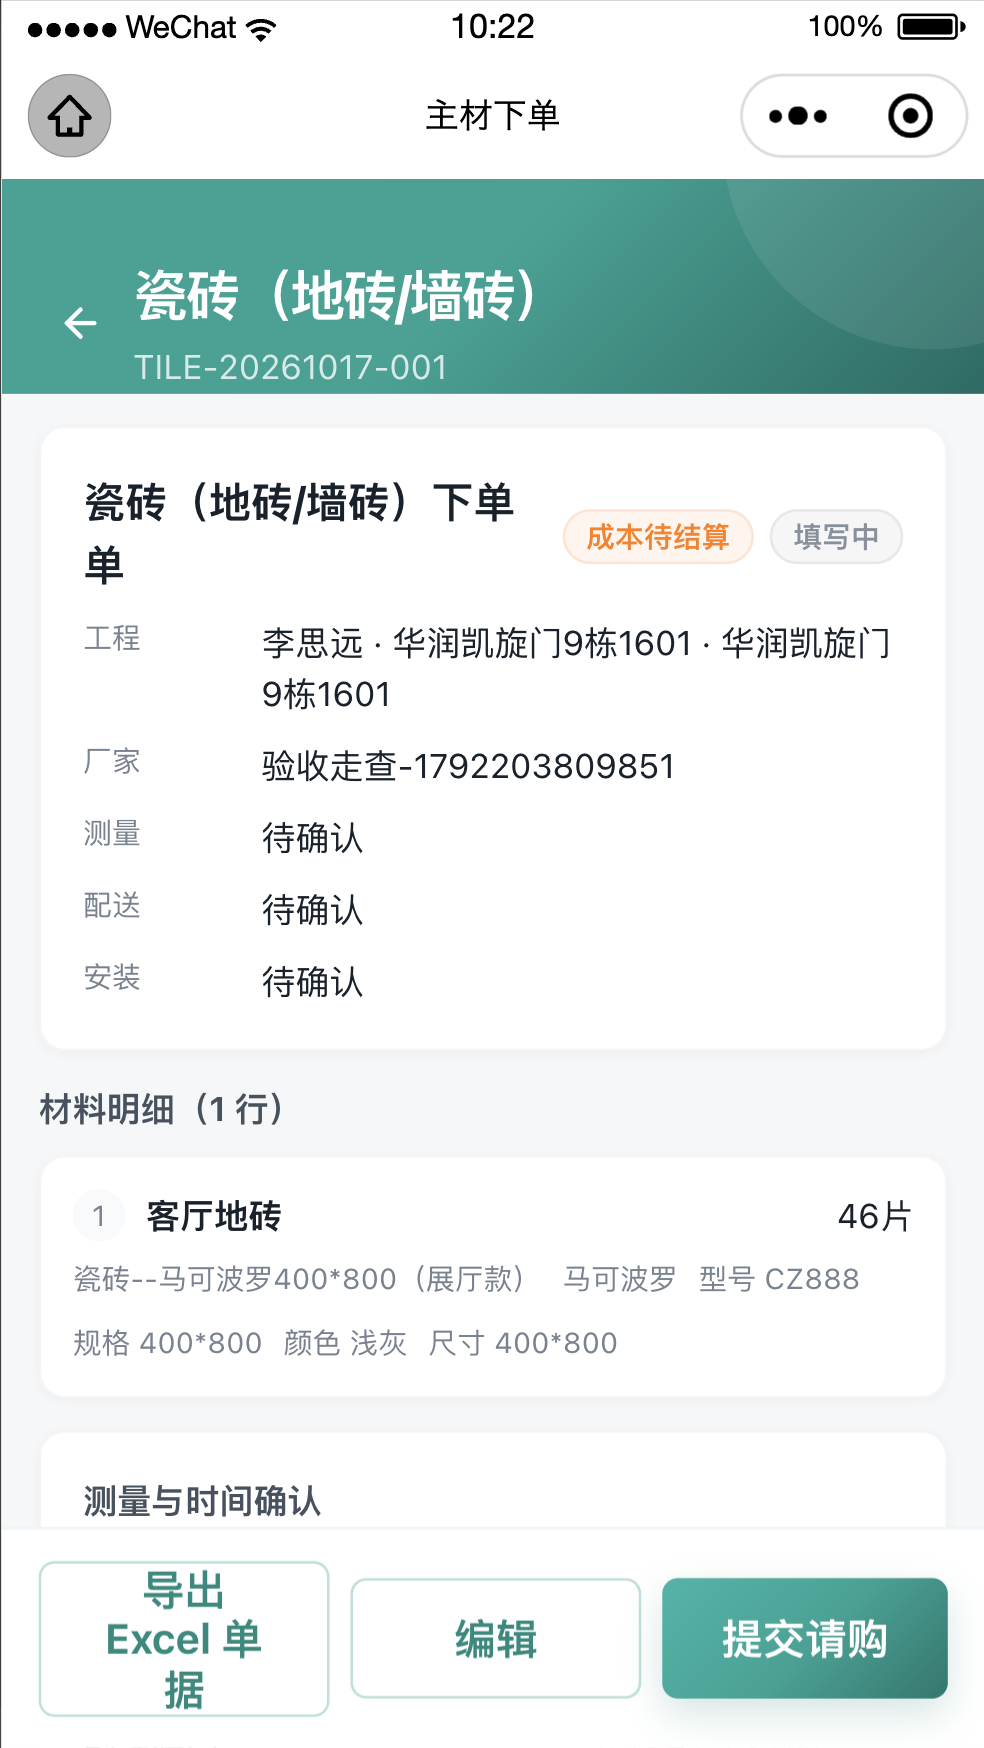 ●●●●● WeChat 10:22 100%
主材下单
瓷砖（地砖/墙砖）
TILE-20261017-001
瓷砖（地砖/墙砖）下单
单
成本待结算 填写中
工程 李思远 · 华润凯旋门9栋1601 · 华润凯旋门
9栋1601
厂家 验收走查-1792203809851
测量 待确认
配送 待确认
安装 待确认
材料明细（1 行）
1 客厅地砖 46片
瓷砖--马可波罗400*800（展厅款） 马可波罗 型号 CZ888
规格 400*800 颜色 浅灰 尺寸 400*800
测量与时间确认
导出
Excel 单
据
编辑
提交请购